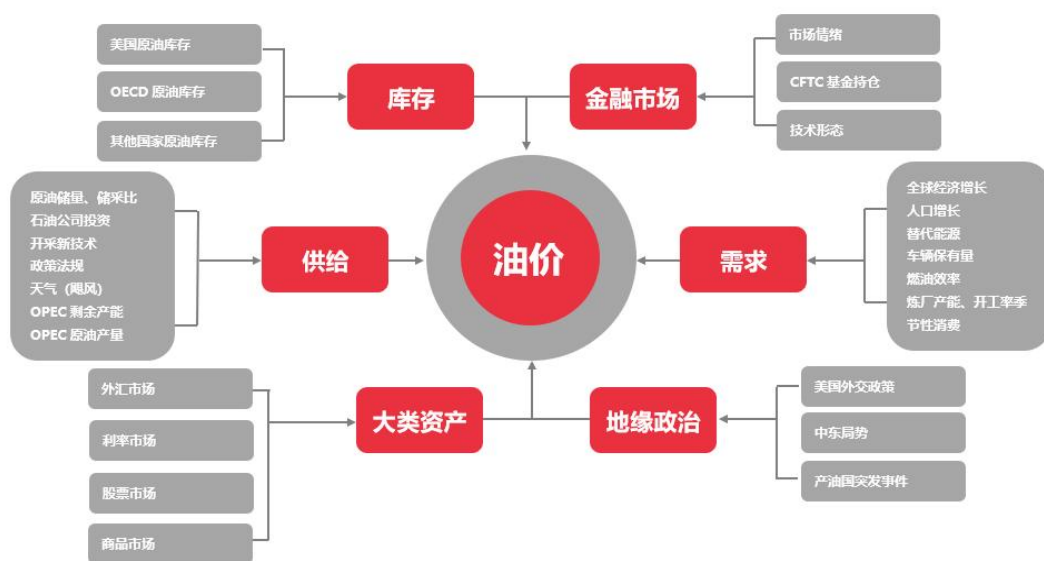 美国原油库存
OECD 原油库存
其他国家原油库存
库存
金融市场
市场情绪
CFTC 基金持仓
技术形态
原油储量、储采比
石油公司投资
开采新技术
政策法规
天气（飓风）
OPEC 剩余产能
OPEC 原油产量
供给
油价
需求
全球经济增长
人口增长
替代能源
车辆保有量
燃油效率
炼厂产能、开工率季
节性消费
外汇市场
利率市场
股票市场
商品市场
大类资产
地缘政治
美国外交政策
中东局势
产油国突发事件